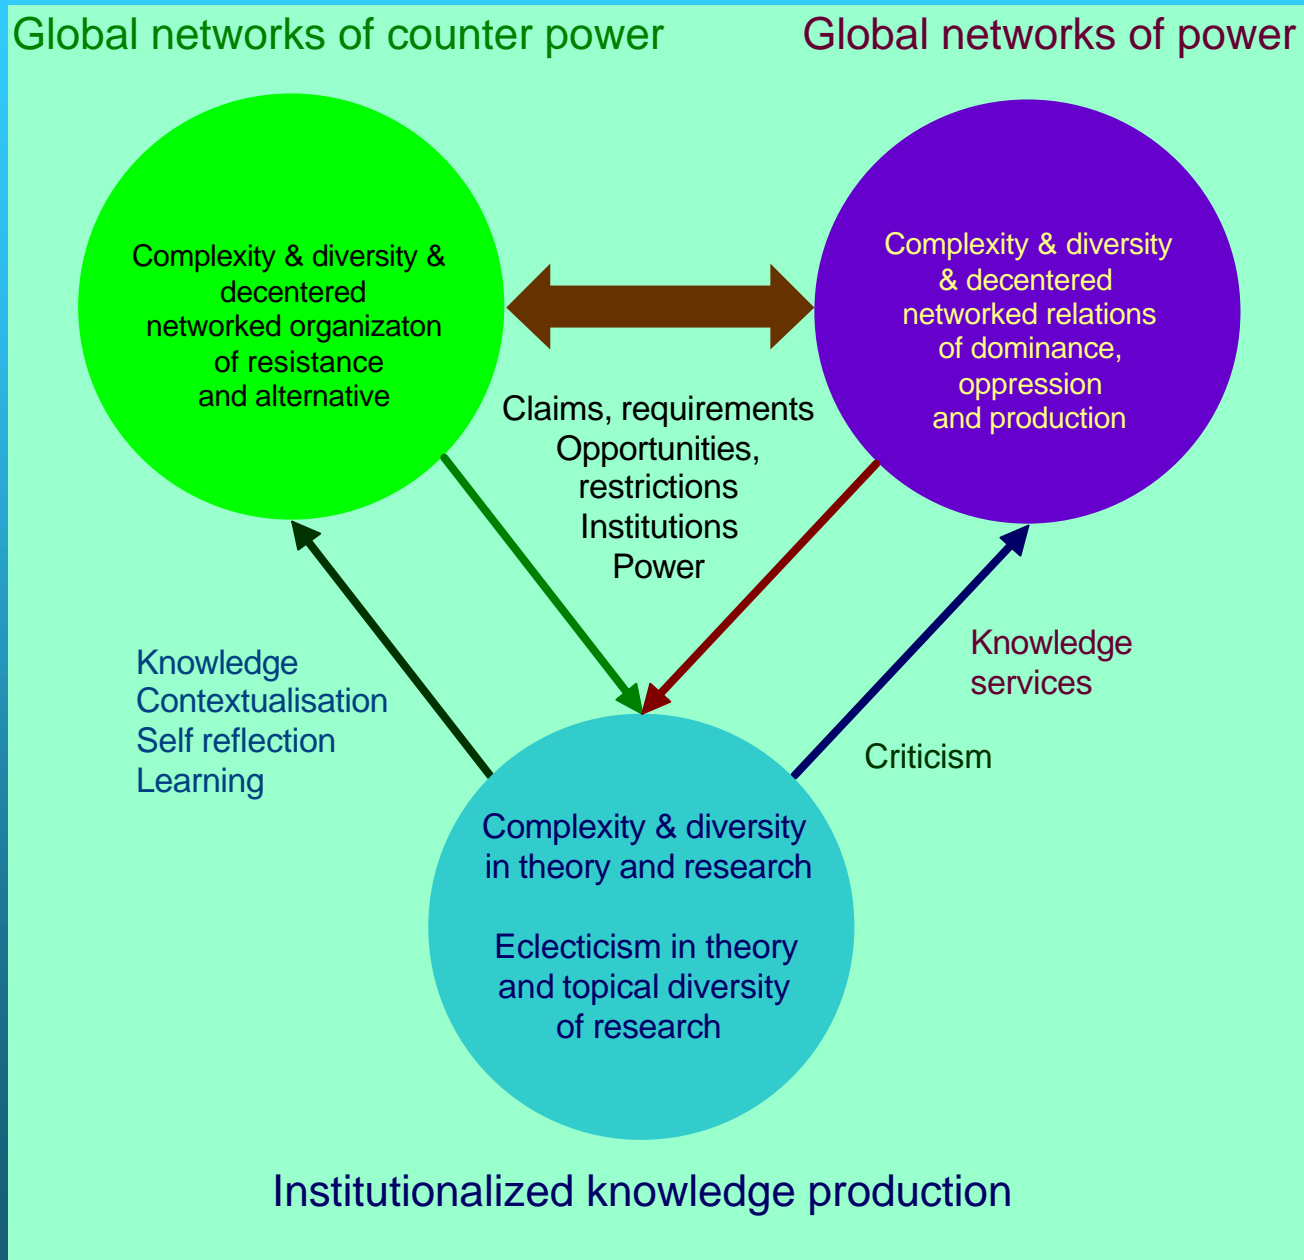 Global networks of counter power
Global networks of power
Complexity & diversity &
decentered
networked organizaton
of resistance
and alternative
Complexity & diversity
& decentered
networked relations
of dominance,
oppression
and production
Claims, requirements
Opportunities,
restrictions
Institutions
Power
Knowledge
Contextualisation
Self reflection
Learning
Knowledge
services
Criticism
Complexity & diversity
in theory and research
Eclecticism in theory
and topical diversity
of research
Institutionalized knowledge production